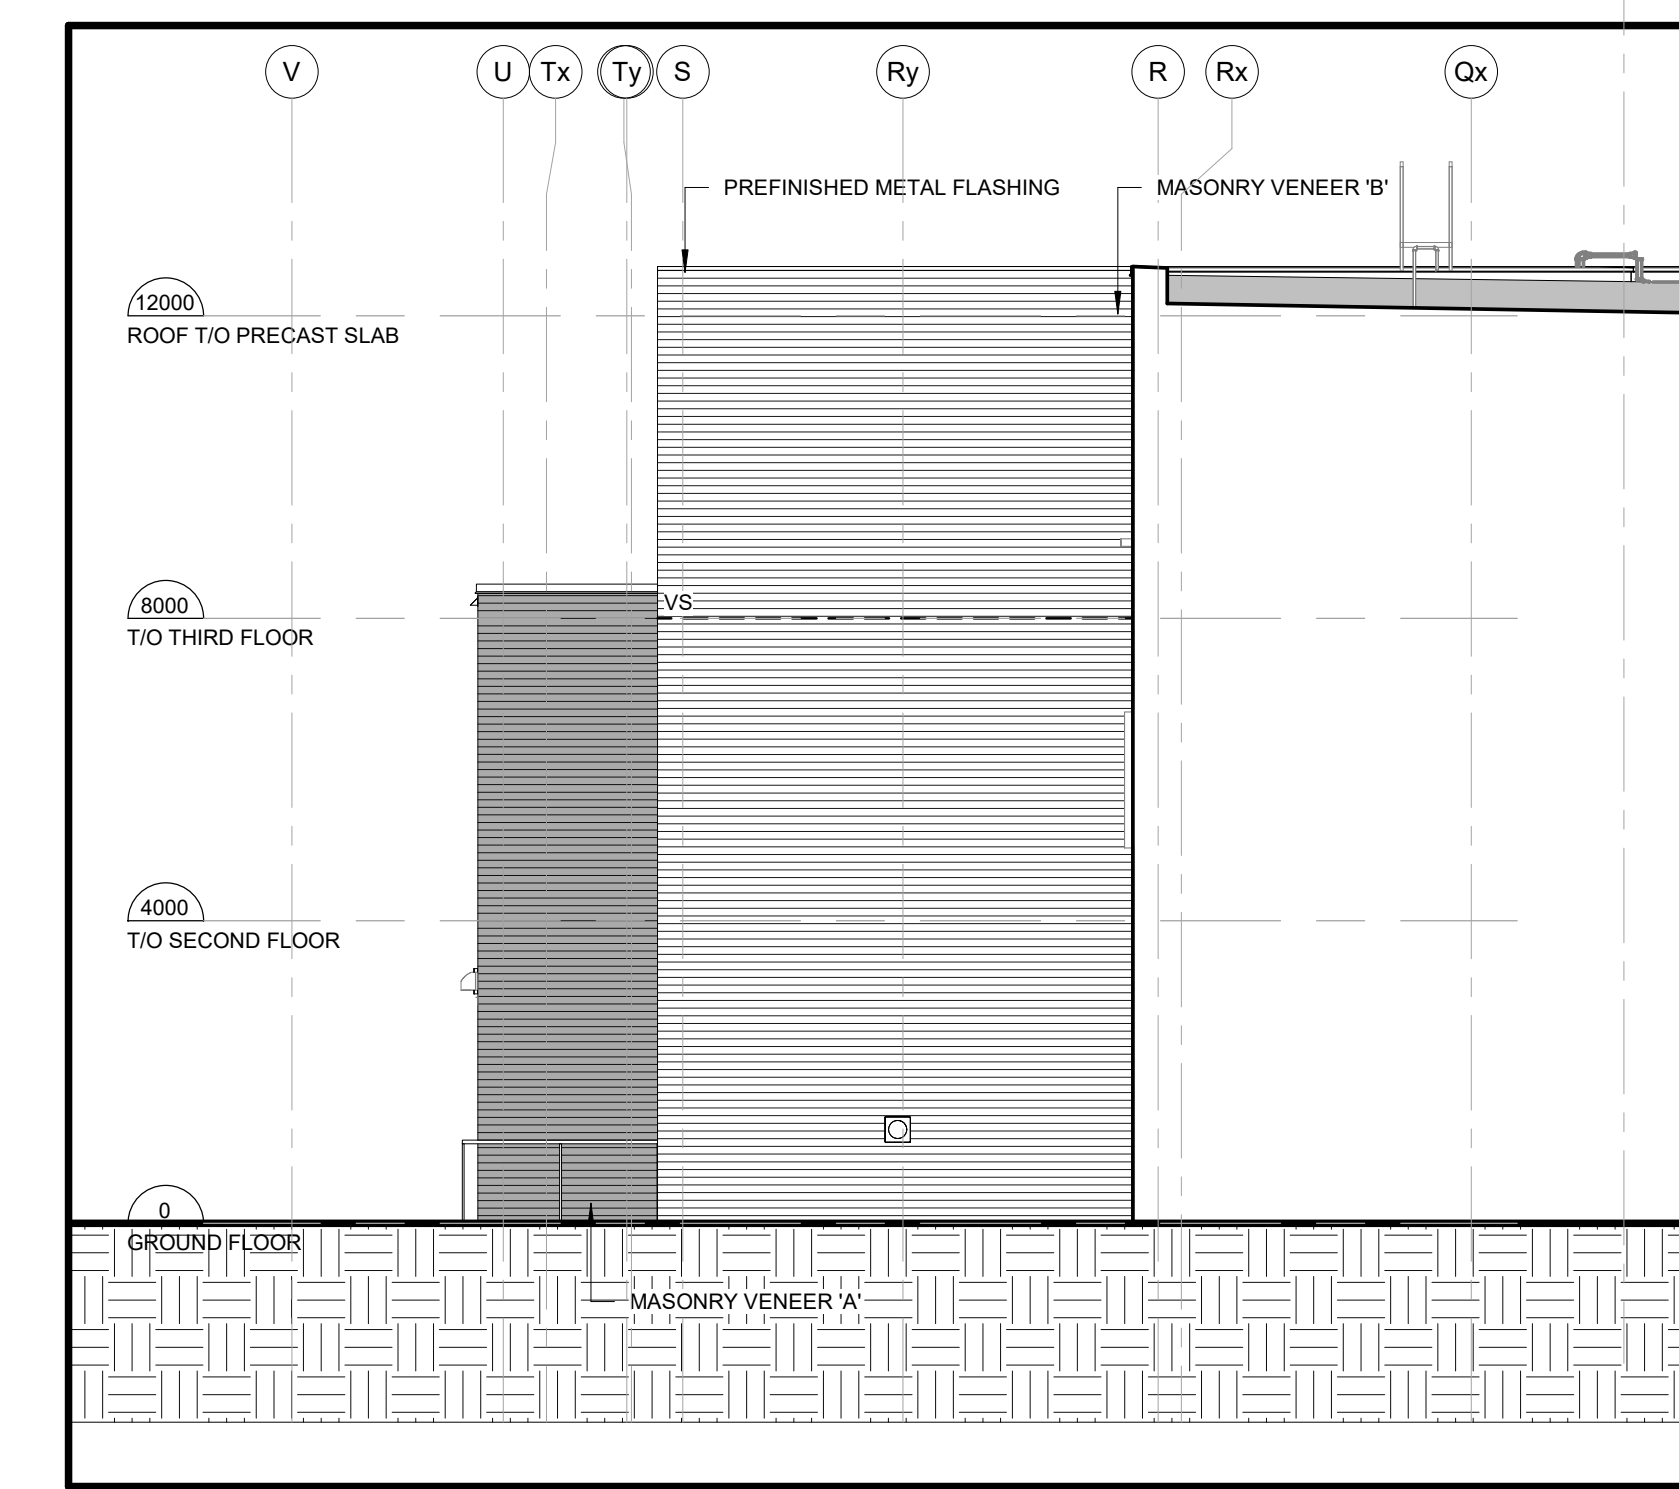 V U Tx Ty S Ry R Rx Qx
PREFINISHED METAL FLASHING
MASONRY VENEER 'B'
12000
ROOF T/O PRECAST SLAB
8000
T/O THIRD FLOOR
VS
4000
T/O SECOND FLOOR
0
GROUND FLOOR
MASONRY VENEER 'A'